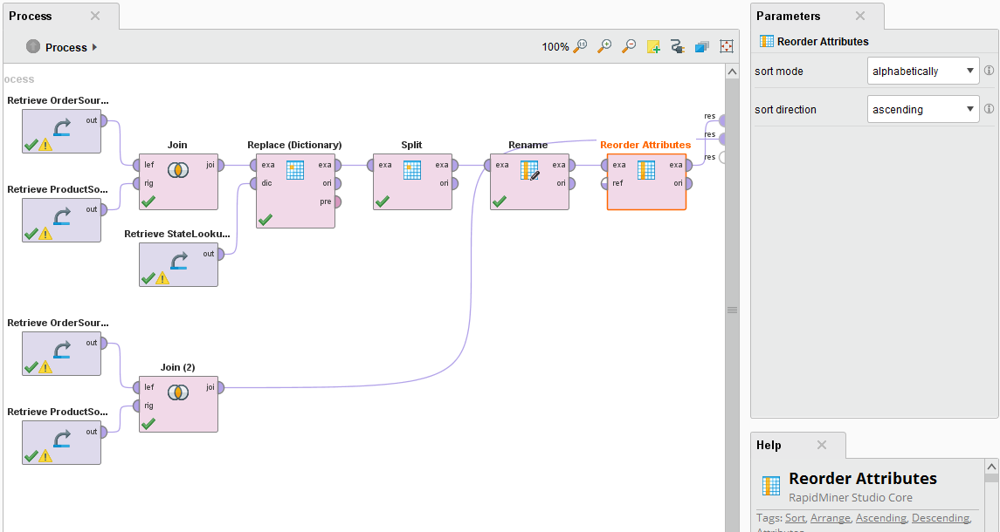 Process
Process
100%
ocess
Retrieve OrderSour...
out
Join
lef
joi
rig
Retrieve ProductSo...
out
Replace (Dictionary)
exa
exa
dic
ori
pre
Retrieve StateLooku...
out
Split
exa
exa
ori
Rename
exa
exa
ori
Reorder Attributes
exa
exa
ref
ori
res
res
res
Retrieve OrderSour...
out
Join (2)
lef
joi
rig
Retrieve ProductSo...
out
Parameters
Reorder Attributes
sort mode
alphabetically
sort direction
ascending
Help
Reorder Attributes
RapidMiner Studio Core
Tags: Sort, Arrange, Ascending, Descending,
Attributes